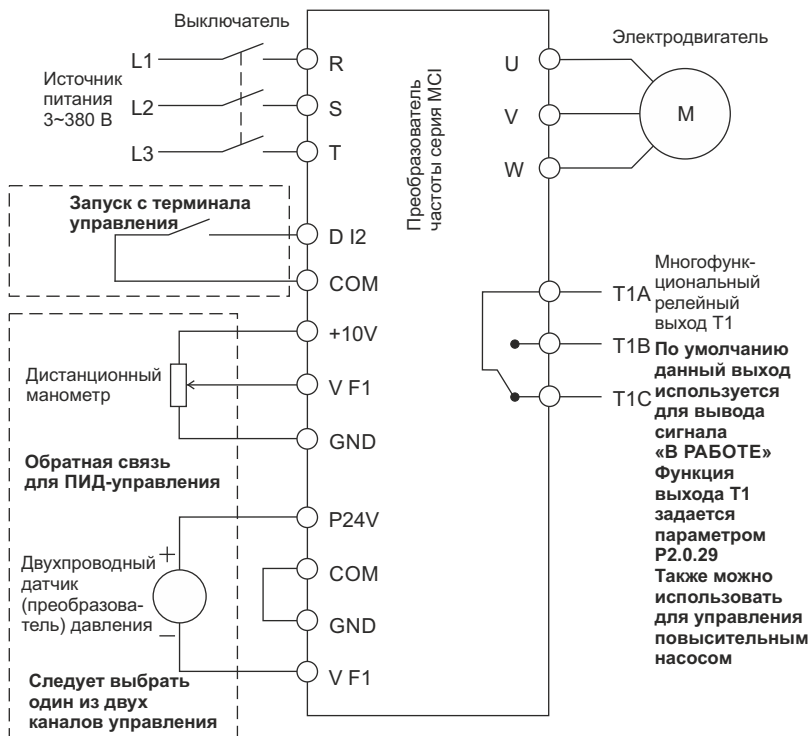 Выключатель
L1
L2
L3
Источник
питания
3~380 В
R
S
T
Запуск с терминала
управления
D I2
COM
+10V
Дистанционный
манометр
V F1
GND
Обратная связь
для ПИД-управления
P24V
+
Двухпроводный
датчик
(преобразова-
тель) давления
−
COM
GND
V F1
Следует выбрать
один из двух
каналов управления
Преобразователь
частоты серия MCI
Электродвигатель
U
V
W
M
T1A
T1B
T1C
Многофунк-
циональный
релейный
выход T1
По умолчанию
данный выход
используется
для вывода
сигнала
«В РАБОТЕ»
Функция
выхода T1
задается
параметром
P2.0.29
Также можно
использовать
для управления
повысительным
насосом